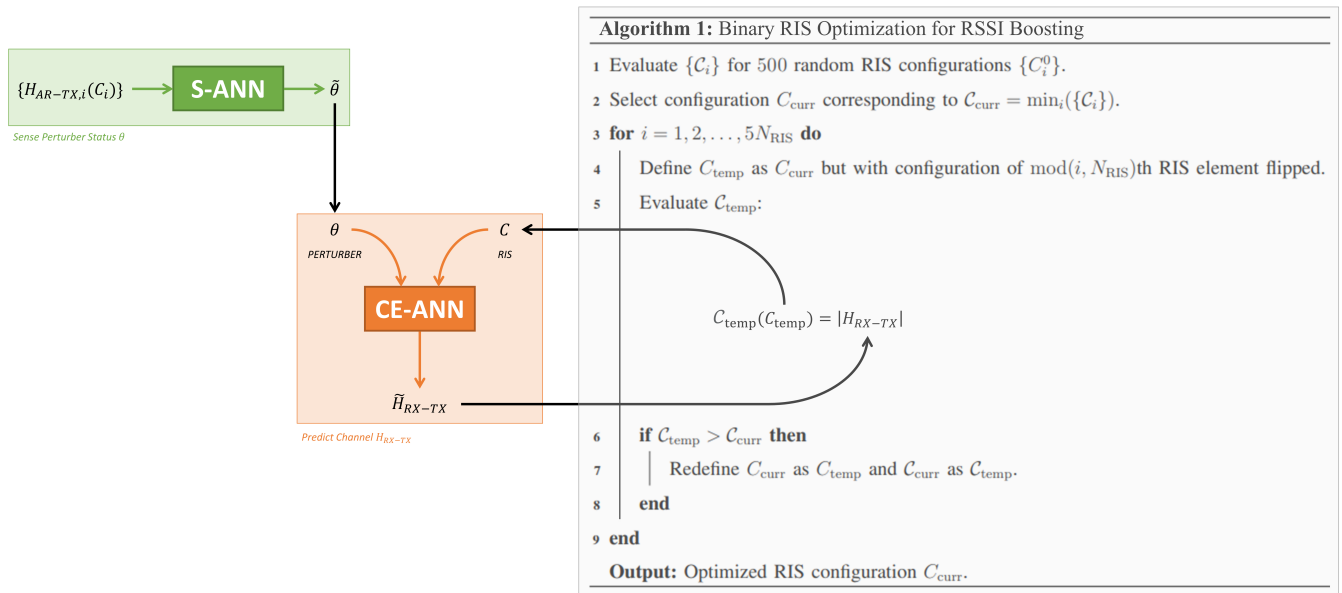 {H_{AR-TX,i}(C_i)}
S-ANN
θ̃
Sense Perturber Status θ
θ
PERTURBER
C
RIS
CE-ANN
H̃_{RX-TX}
Predict Channel H_{RX-TX}
Algorithm 1: Binary RIS Optimization for RSSI Boosting
1 Evaluate {𝒞_i} for 500 random RIS configurations {C_i^0}.
2 Select configuration C_curr corresponding to 𝒞_curr = min_i({𝒞_i}).
3 for i = 1, 2, . . . , 5N_RIS do
4 Define C_temp as C_curr but with configuration of mod(i, N_RIS)th RIS element flipped.
5 Evaluate 𝒞_temp:
𝒞_temp(C_temp) = |H_{RX-TX}|
6 if 𝒞_temp > 𝒞_curr then
7 Redefine C_curr as C_temp and 𝒞_curr as 𝒞_temp.
8 end
9 end
Output: Optimized RIS configuration C_curr.